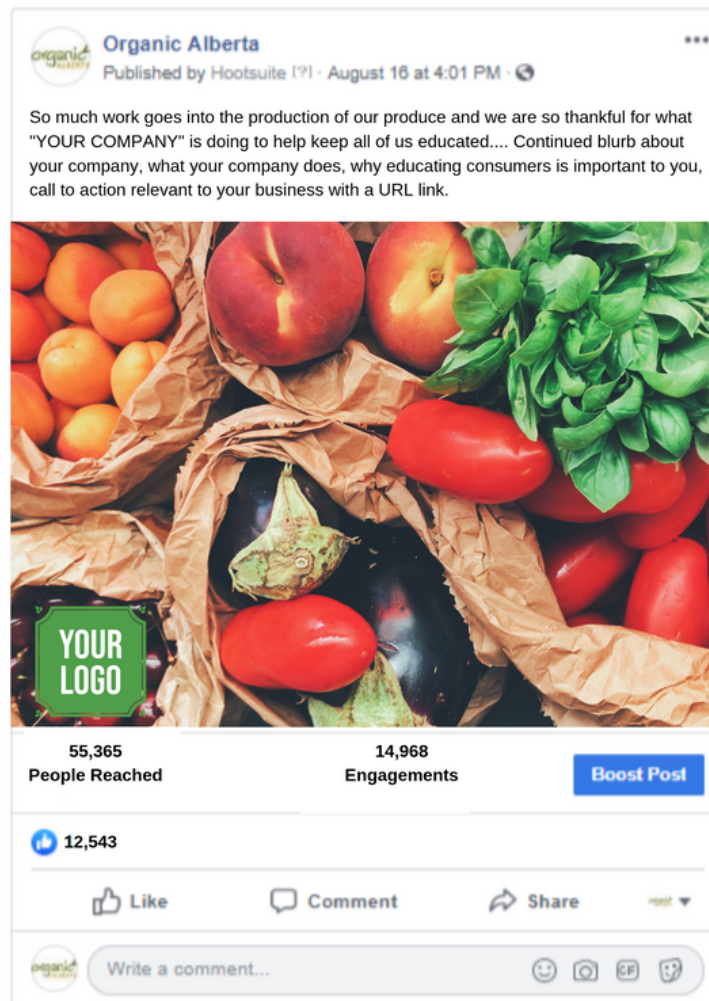 organic
ALBERTA
Organic Alberta
Published by Hootsuite [?] · August 16 at 4:01 PM ·
So much work goes into the production of our produce and we are so thankful for what
"YOUR COMPANY" is doing to help keep all of us educated.... Continued blurb about
your company, what your company does, why educating consumers is important to you,
call to action relevant to your business with a URL link.
YOUR
LOGO
55,365
People Reached
14,968
Engagements
Boost Post
12,543
Like
Comment
Share
organic
Write a comment...
GIF